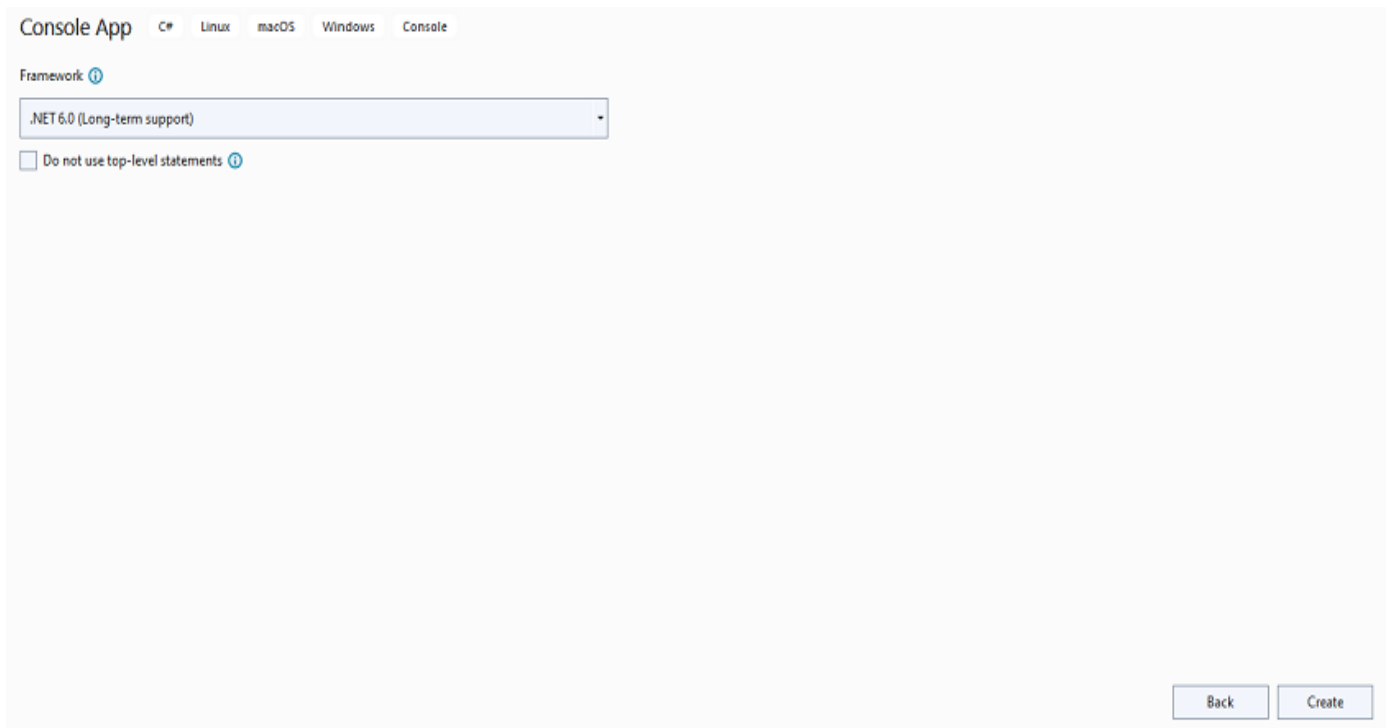 Console App C# Linux macOS Windows Console
Framework
.NET 6.0 (Long-term support)
Do not use top-level statements
Back Create